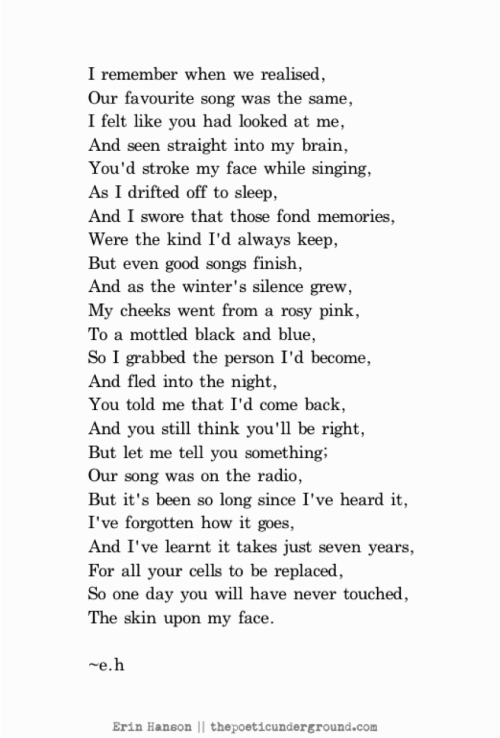 I remember when we realised,
Our favourite song was the same,
I felt like you had looked at me,
And seen straight into my brain,
You'd stroke my face while singing,
As I drifted off to sleep,
And I swore that those fond memories,
Were the kind I'd always keep,
But even good songs finish,
And as the winter's silence grew,
My cheeks went from a rosy pink,
To a mottled black and blue,
So I grabbed the person I'd become,
And fled into the night,
You told me that I'd come back,
And you still think you'll be right,
But let me tell you something;
Our song was on the radio,
But it's been so long since I've heard it,
I've forgotten how it goes,
And I've learnt it takes just seven years,
For all your cells to be replaced,
So one day you will have never touched,
The skin upon my face.
~e.h
Erin Hanson || thepoeticunderground.com